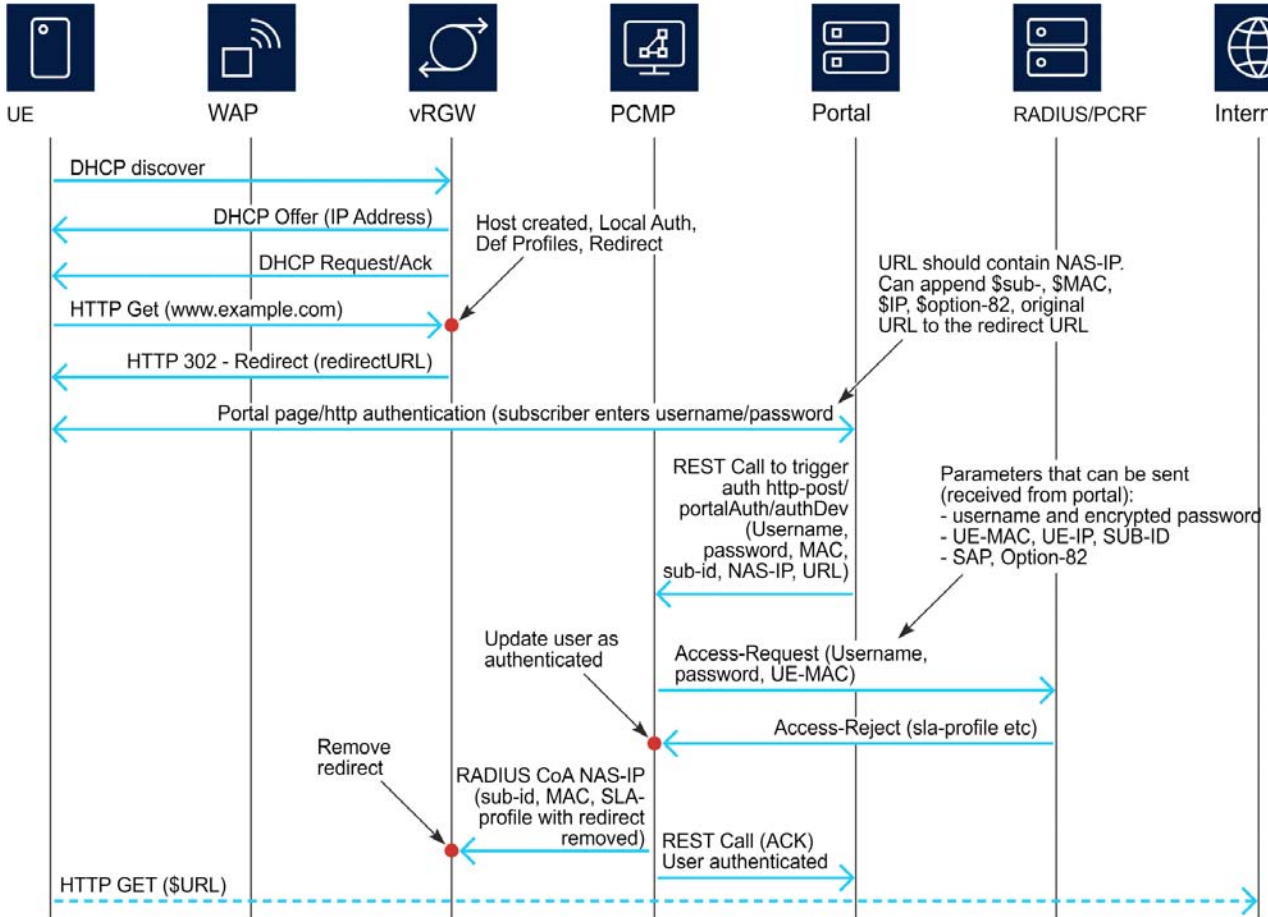 UE
WAP
vRGW
PCMP
Portal
RADIUS/PCRF
Intern
DHCP discover
DHCP Offer (IP Address)
Host created, Local Auth,
Def Profiles, Redirect
DHCP Request/Ack
URL should contain NAS-IP.
Can append $sub-, $MAC,
$IP, $option-82, original
URL to the redirect URL
HTTP Get (www.example.com)
HTTP 302 - Redirect (redirectURL)
Portal page/http authentication (subscriber enters username/password
REST Call to trigger
auth http-post/
portalAuth/authDev
(Username,
password, MAC,
sub-id, NAS-IP, URL)
Parameters that can be sent
(received from portal):
- username and encrypted password
- UE-MAC, UE-IP, SUB-ID
- SAP, Option-82
Update user as
authenticated
Access-Request (Username,
password, UE-MAC)
Access-Reject (sla-profile etc)
Remove
redirect
RADIUS CoA NAS-IP
(sub-id, MAC, SLA-
profile with redirect
removed)
REST Call (ACK)
User authenticated
HTTP GET ($URL)